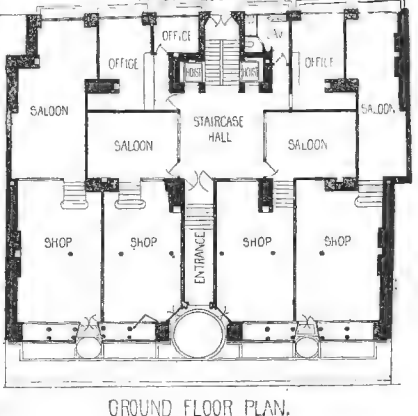 OFFICE
LAV
OFFICE
OFFICE
HOIST
HOIST
SALOON
SALOON
STAIRCASE
HALL
SALOON
SALOON
SHOP
SHOP
ENTRANCE
SHOP
SHOP
GROUND FLOOR PLAN.